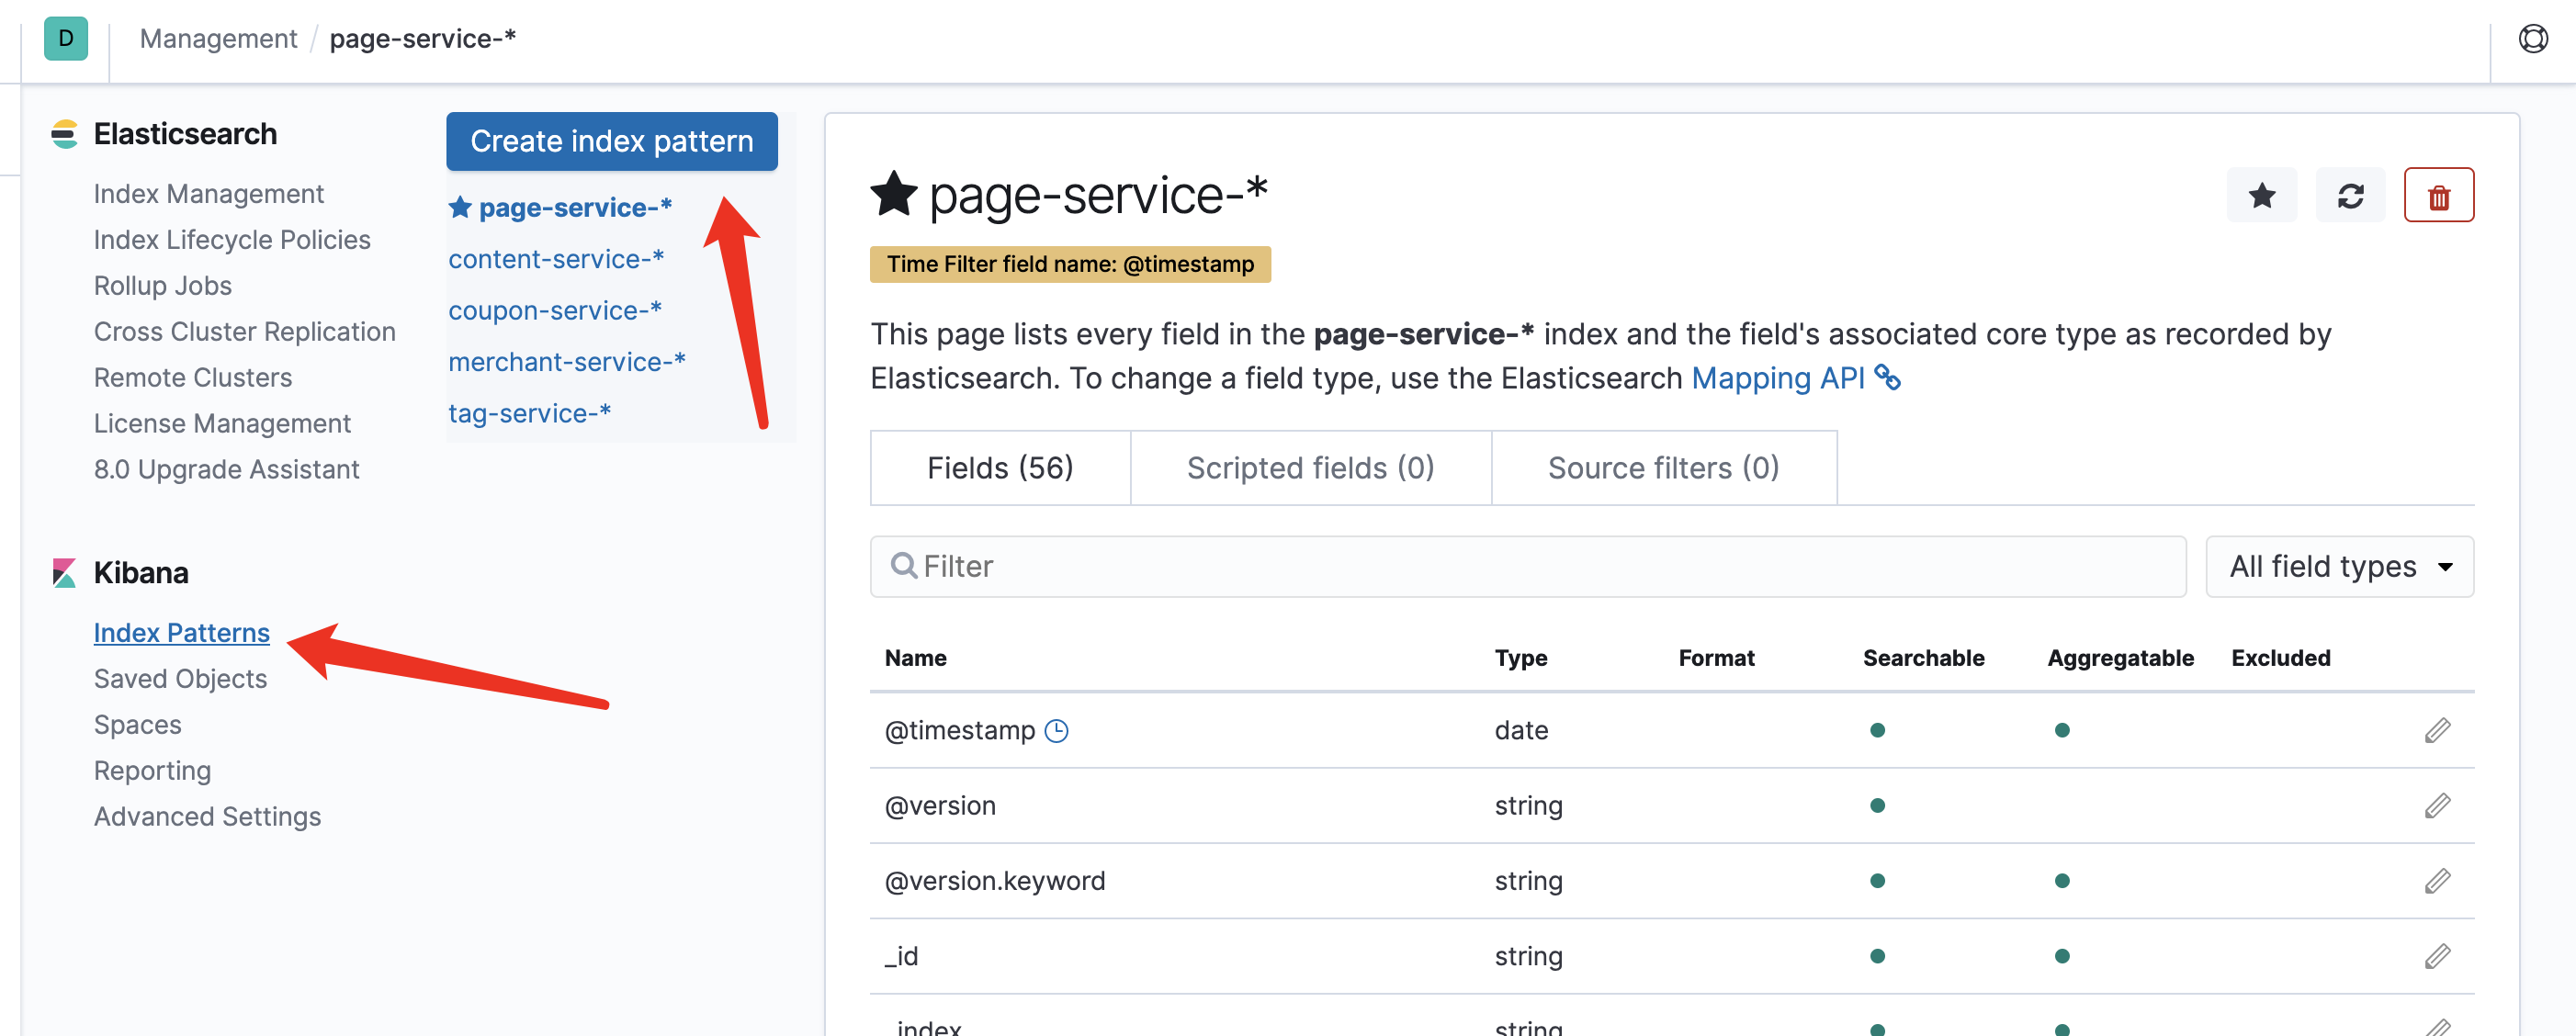 D
Management / page-service-*
Elasticsearch
Index Management
Index Lifecycle Policies
Rollup Jobs
Cross Cluster Replication
Remote Clusters
License Management
8.0 Upgrade Assistant
Kibana
Index Patterns
Saved Objects
Spaces
Reporting
Advanced Settings
Create index pattern
page-service-*
content-service-*
coupon-service-*
merchant-service-*
tag-service-*
page-service-*
Time Filter field name: @timestamp
This page lists every field in the page-service-* index and the field's associated core type as recorded by
Elasticsearch. To change a field type, use the Elasticsearch Mapping API
Fields (56) Scripted fields (0) Source filters (0)
Filter All field types
Name Type Format Searchable Aggregatable Excluded
@timestamp date
@version string
@version.keyword string
_id string
_index string